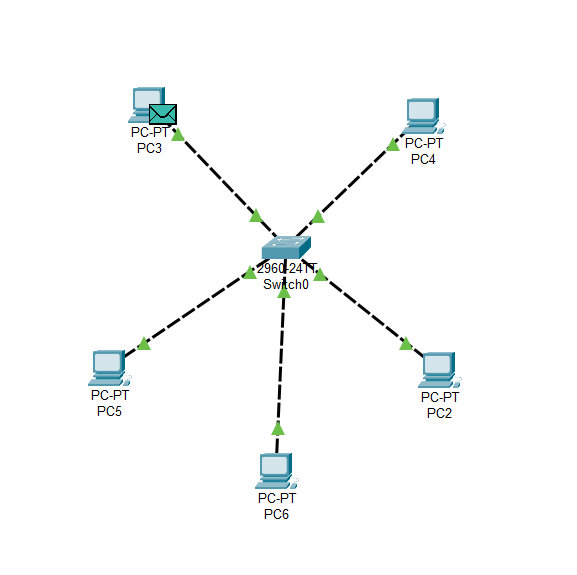 PC-PT
PC3
PC-PT
PC4
2960-24TT
Switch0
PC-PT
PC5
PC-PT
PC2
PC-PT
PC6